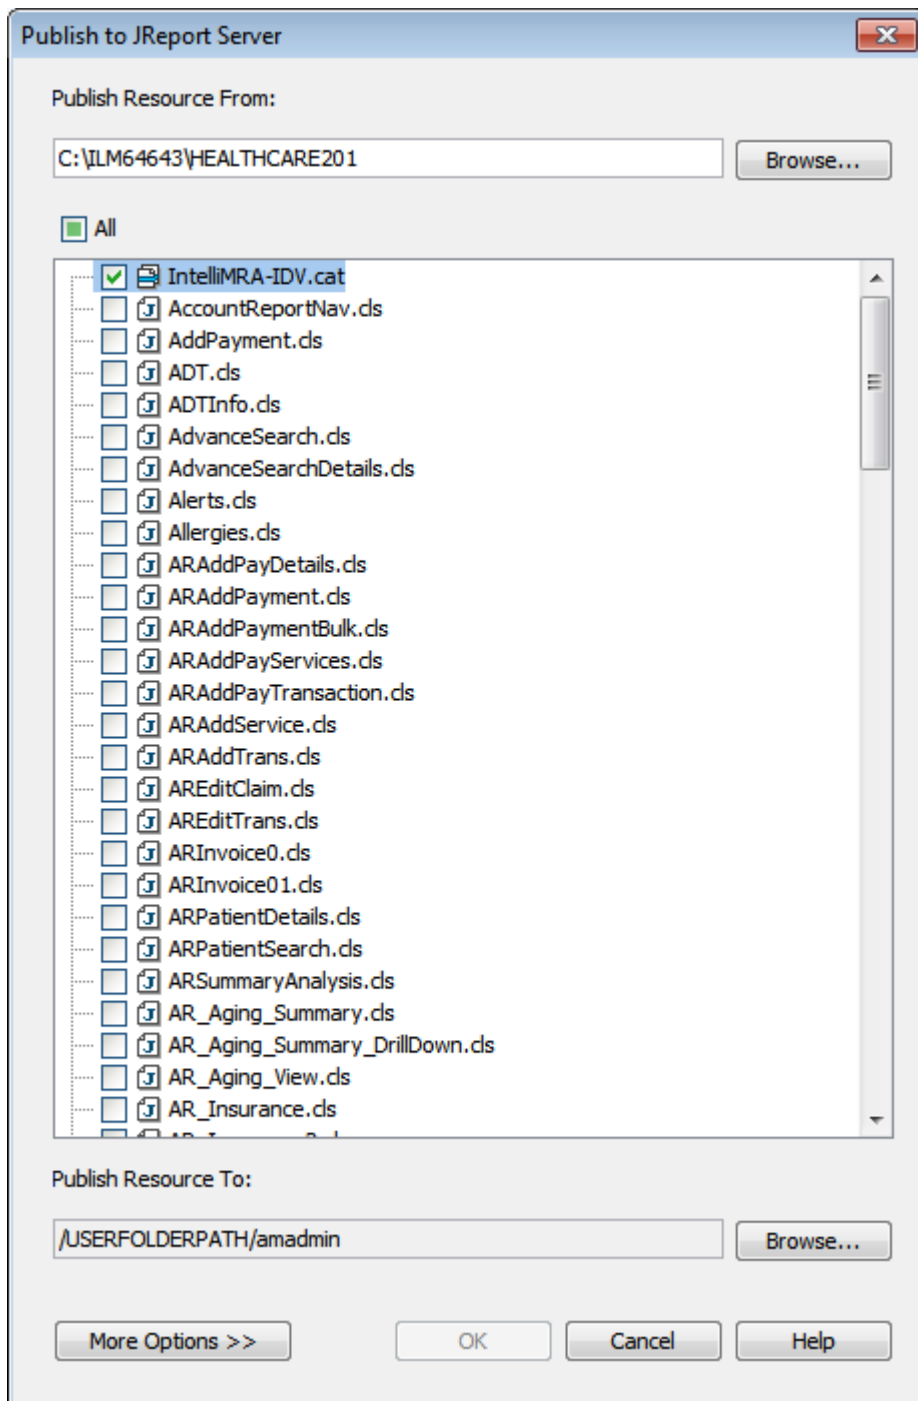 Publish to JReport Server
Publish Resource From:
C:\ILM64643\HEALTHCARE201
Browse...
All
IntelliMRA-IDV.cat
AccountReportNav.cls
AddPayment.cls
ADT.cls
ADTInfo.cls
AdvanceSearch.cls
AdvanceSearchDetails.cls
Alerts.cls
Allergies.cls
ARAddPayDetails.cls
ARAddPayment.cls
ARAddPaymentBulk.cls
ARAddPayServices.cls
ARAddPayTransaction.cls
ARAddService.cls
ARAddTrans.cls
AREditClaim.cls
AREditTrans.cls
ARInvoice0.cls
ARInvoice01.cls
ARPatientDetails.cls
ARPatientSearch.cls
ARSummaryAnalysis.cls
AR_Aging_Summary.cls
AR_Aging_Summary_DrillDown.cls
AR_Aging_View.cls
AR_Insurance.cls
Publish Resource To:
/USERFOLDERPATH/amadmin
Browse...
More Options >>
OK
Cancel
Help